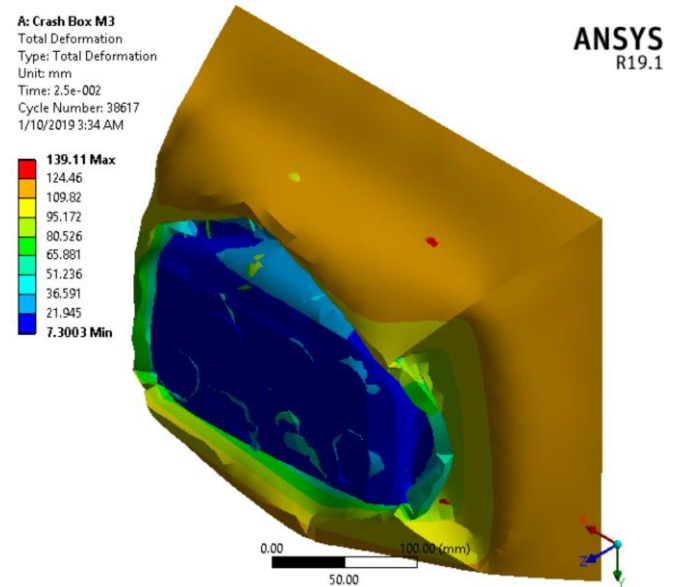 A: Crash Box M3
Total Deformation
Type: Total Deformation
Unit: mm
Time: 2.5e-002
Cycle Number: 38617
1/10/2019 3:34 AM
ANSYS
R19.1
139.11 Max
124.46
109.82
95.172
80.526
65.881
51.236
36.591
21.945
7.3003 Min
0.00
100.00 (mm)
50.00
X
Z
Y